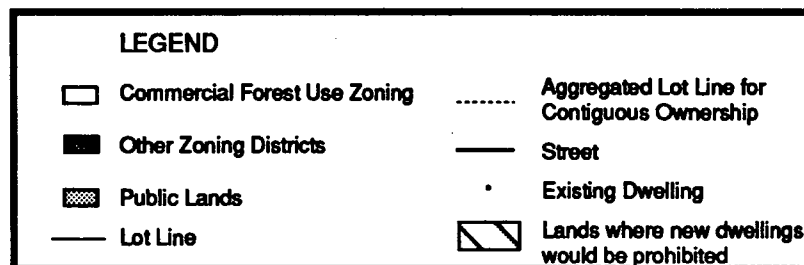 LEGEND
Commercial Forest Use Zoning
Other Zoning Districts
Public Lands
Lot Line
Aggregated Lot Line for
Contiguous Ownership
Street
Existing Dwelling
Lands where new dwellings
would be prohibited